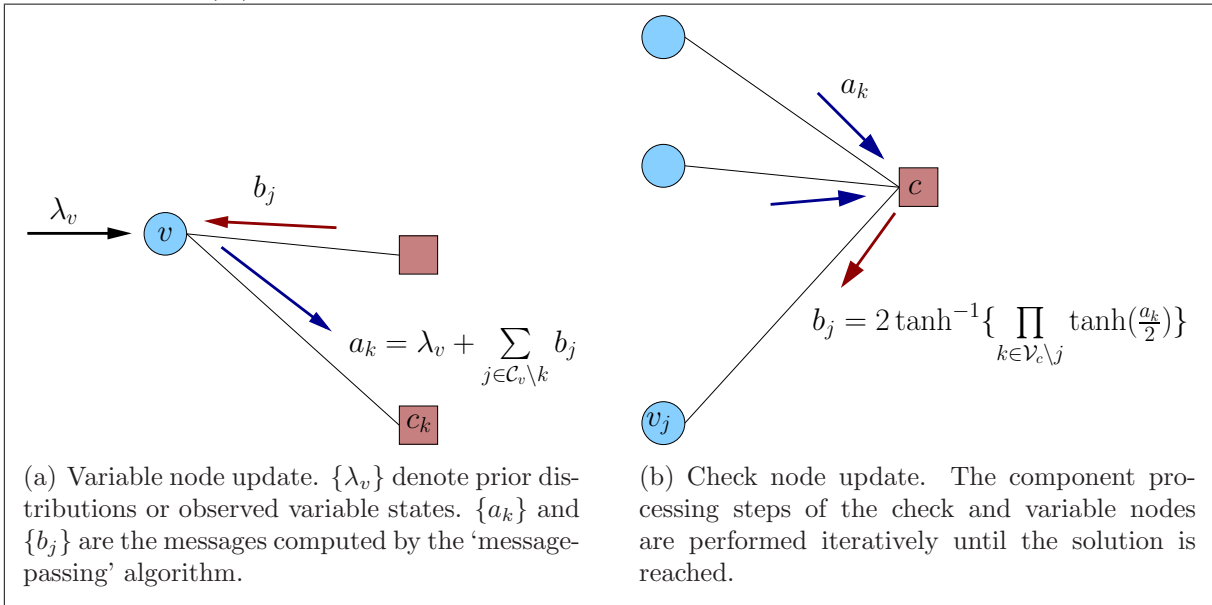 λ_v
v
b_j
a_k = λ_v + ∑_{j∈C_v\k} b_j
c_k
a_k
c
b_j = 2 tanh^{-1}{ ∏_{k∈V_c\j} tanh(a_k/2)}
v_j
(a) Variable node update. {λ_v} denote prior dis-
tributions or observed variable states. {a_k} and
{b_j} are the messages computed by the ‘message-
passing’ algorithm.
(b) Check node update. The component pro-
cessing steps of the check and variable nodes
are performed iteratively until the solution is
reached.